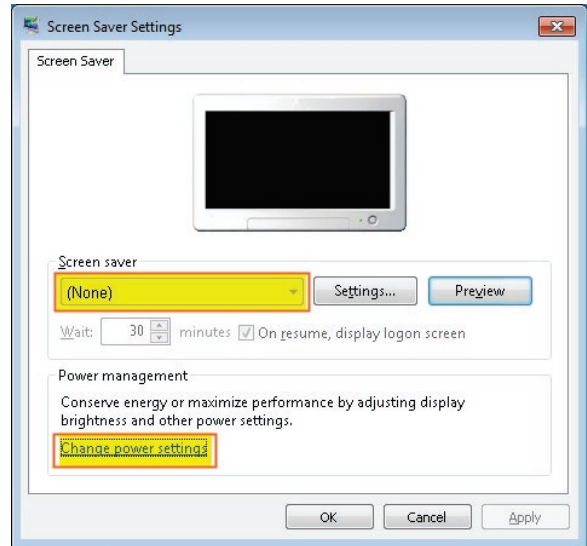 Screen Saver Settings
Screen Saver
Screen saver
(None)
Settings...
Preview
Wait: 30 minutes On resume, display logon screen
Power management
Conserve energy or maximize performance by adjusting display
brightness and other power settings.
Change power settings
OK
Cancel
Apply